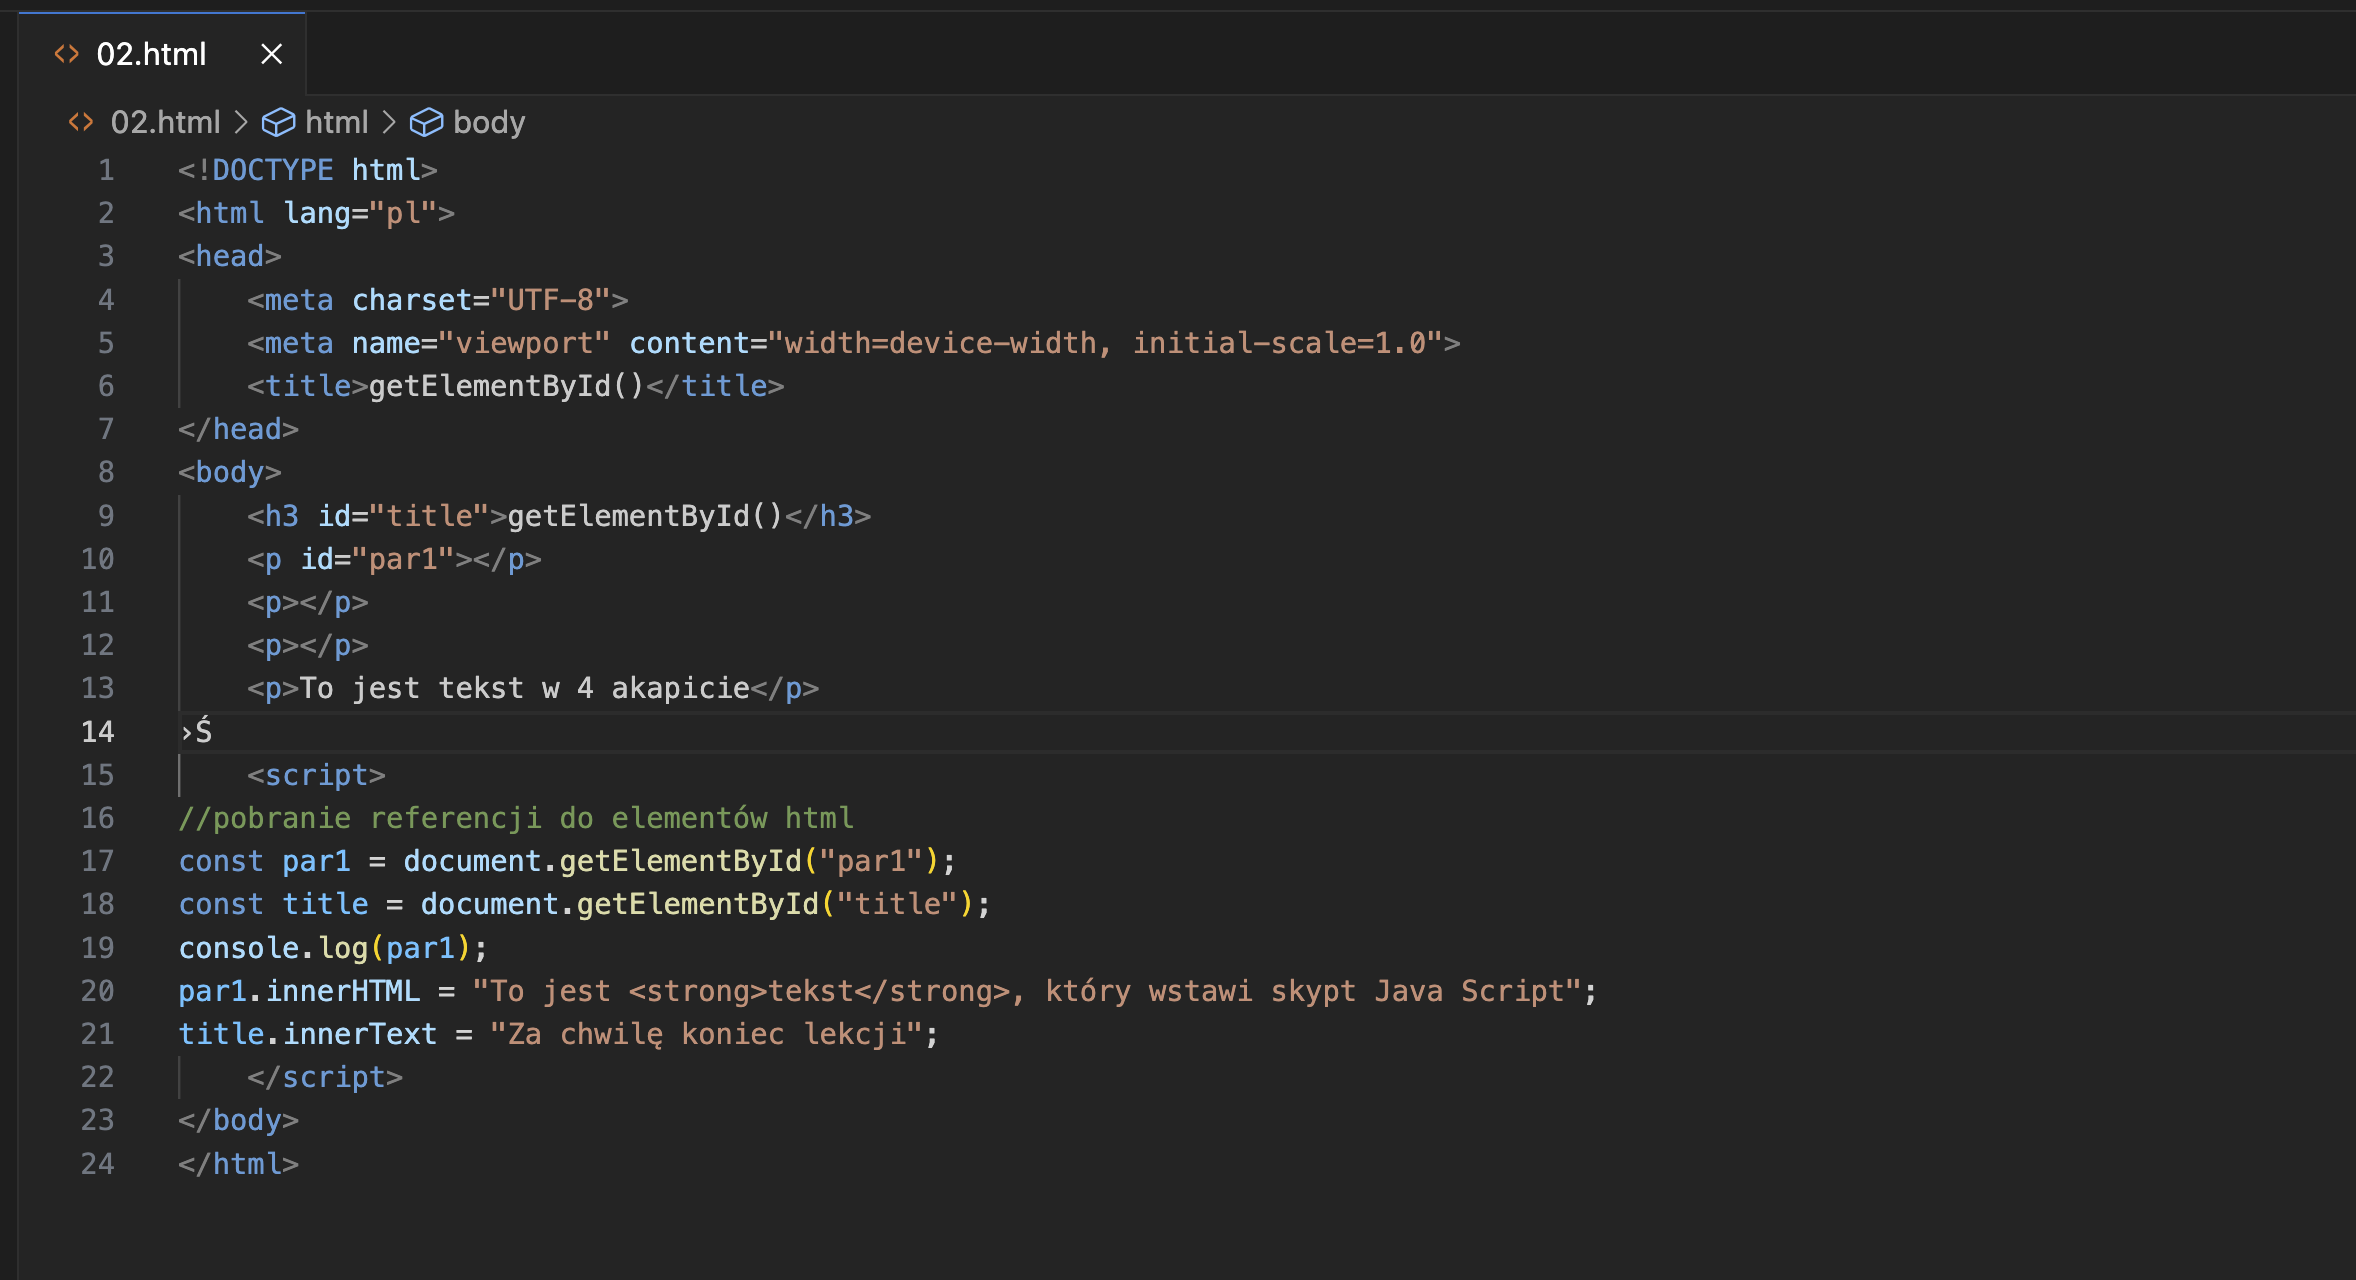 02.html
02.html > html > body
1 <!DOCTYPE html>
2 <html lang="pl">
3 <head>
4     <meta charset="UTF-8">
5     <meta name="viewport" content="width=device-width, initial-scale=1.0">
6     <title>getElementById()</title>
7 </head>
8 <body>
9     <h3 id="title">getElementById()</h3>
10     <p id="par1"></p>
11     <p></p>
12     <p></p>
13     <p>To jest tekst w 4 akapicie</p>
14 ›Ś
15     <script>
16 //pobranie referencji do elementów html
17 const par1 = document.getElementById("par1");
18 const title = document.getElementById("title");
19 console.log(par1);
20 par1.innerHTML = "To jest <strong>tekst</strong>, który wstawi skypt Java Script";
21 title.innerText = "Za chwilę koniec lekcji";
22     </script>
23 </body>
24 </html>